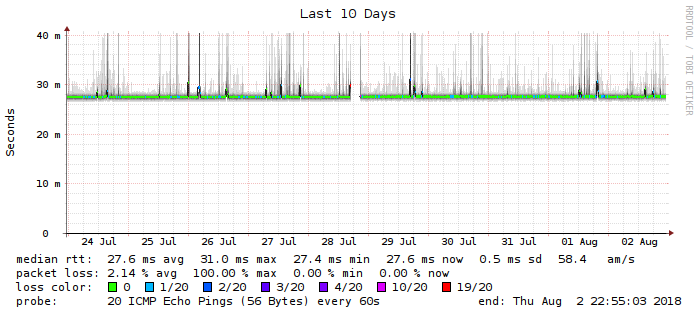 Last 10 Days
RRDTOOL / TOBI OETIKER
Seconds
40 m
30 m
20 m
10 m
0
24 Jul 25 Jul 26 Jul 27 Jul 28 Jul 29 Jul 30 Jul 31 Jul 01 Aug 02 Aug
median rtt: 27.6 ms avg 31.0 ms max 27.4 ms min 27.6 ms now 0.5 ms sd 58.4 am/s
packet loss: 2.14 % avg 100.00 % max 0.00 % min 0.00 % now
loss color: 0 1/20 2/20 3/20 4/20 10/20 19/20
probe: 20 ICMP Echo Pings (56 Bytes) every 60s end: Thu Aug 2 22:55:03 2018